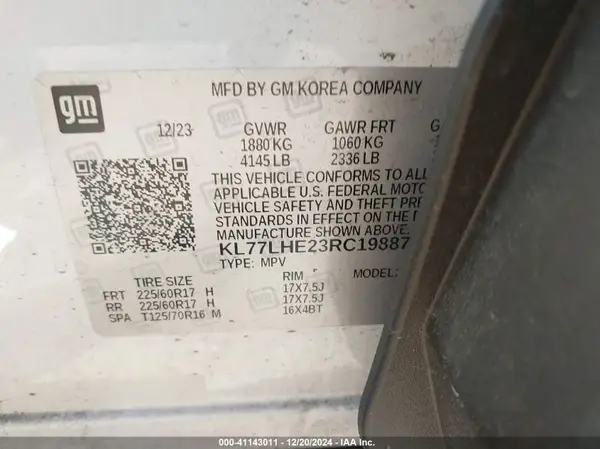 gm
MFD BY GM KOREA COMPANY
12/23 GVWR GAWR FRT G
1880 KG 1060 KG
4145 LB 2336 LB
THIS VEHICLE CONFORMS TO ALL
APPLICABLE U.S. FEDERAL MOTO
VEHICLE SAFETY AND THEFT PRE
STANDARDS IN EFFECT ON THE
MANUFACTURE SHOWN ABOVE.
KL77LHE23RC19887
TYPE: MPV MODEL:
TIRE SIZE RIM
FRT 225/60R17 H 17X7.5J
RR 225/60R17 H 17X7.5J
SPA T125/70R16 M 16X4BT
000-41143011 - 12/20/2024 - IAA Inc.